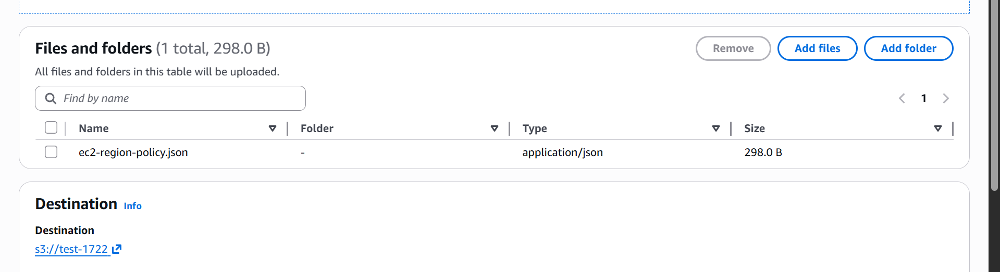 Files and folders (1 total, 298.0 B)
Remove
Add files
Add folder
All files and folders in this table will be uploaded.
Find by name
1
Name Folder Type Size
ec2-region-policy.json - application/json 298.0 B
Destination Info
Destination
s3://test-1722